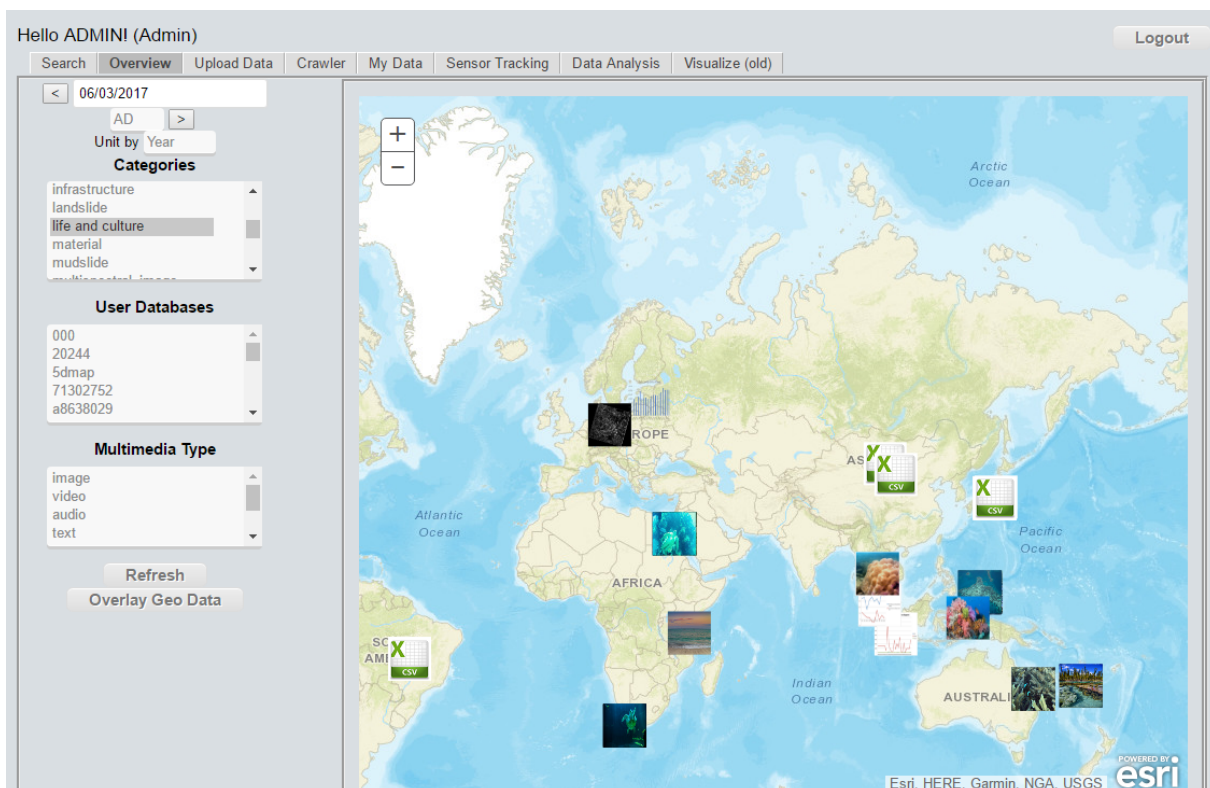 Hello ADMIN! (Admin)
Logout
Search Overview Upload Data Crawler My Data Sensor Tracking Data Analysis Visualize (old)
< 06/03/2017
AD >
Unit by Year
Categories
infrastructure
landslide
life and culture
material
mudslide
User Databases
000
20244
5dmap
71302752
a8638029
Multimedia Type
image
video
audio
text
Refresh
Overlay Geo Data
+
−
Arctic
Ocean
ROPE
AS
X
X
CSV
X
CSV
Atlantic
Ocean
Pacific
Ocean
AFRICA
SO
AMI
X
CSV
Indian
Ocean
AUSTRALI
POWERED BY
esri
Esri, HERE, Garmin, NGA, USGS